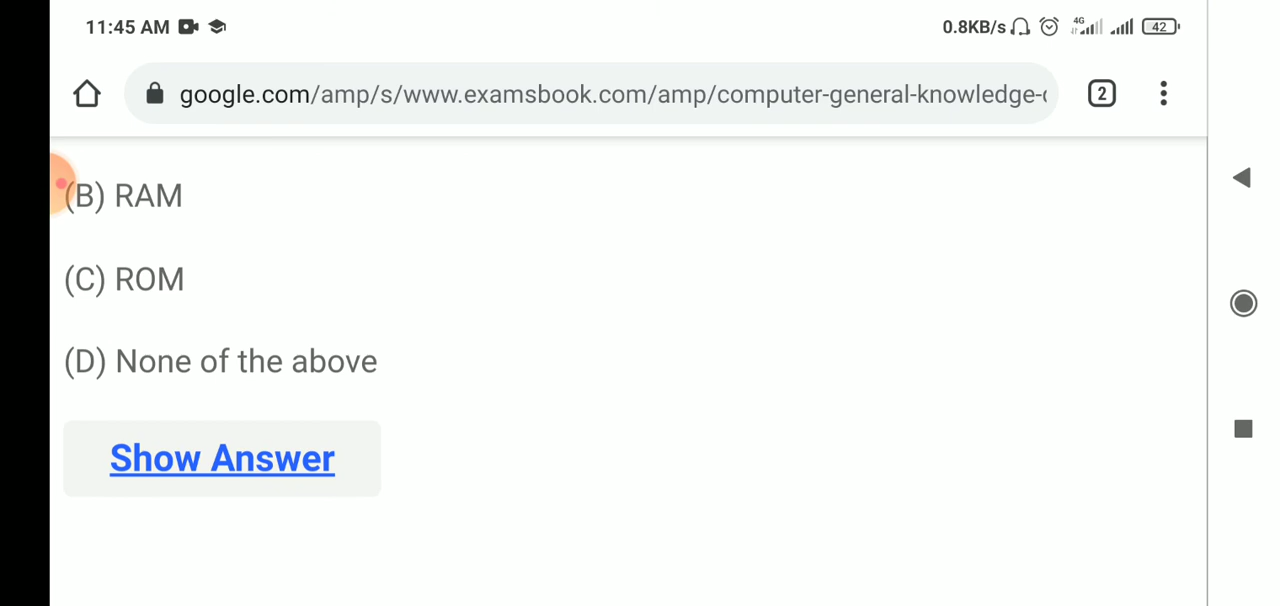 11:45 AM
0.8KB/s 4G 42
google.com/amp/s/www.examsbook.com/amp/computer-general-knowledge-
2
(B) RAM
(C) ROM
(D) None of the above
Show Answer